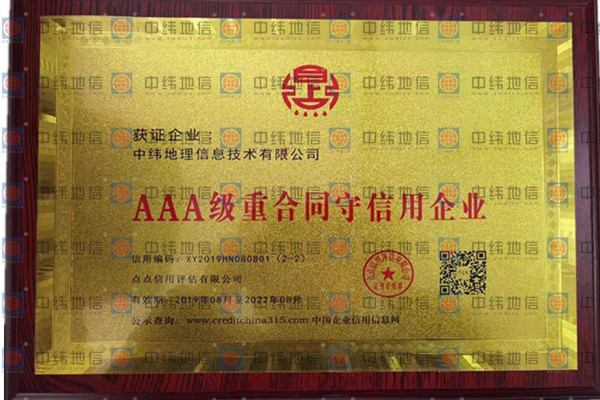 获证企业
中纬地理信息技术有限公司
AAA级重合同守信用企业
信用编码：XY2019HN080801（2-2）
点点信用评估有限公司
有效期：2019年08月至2022年08月
公示查询：www.creditchina315.com 中国企业信用信息网
中纬地信